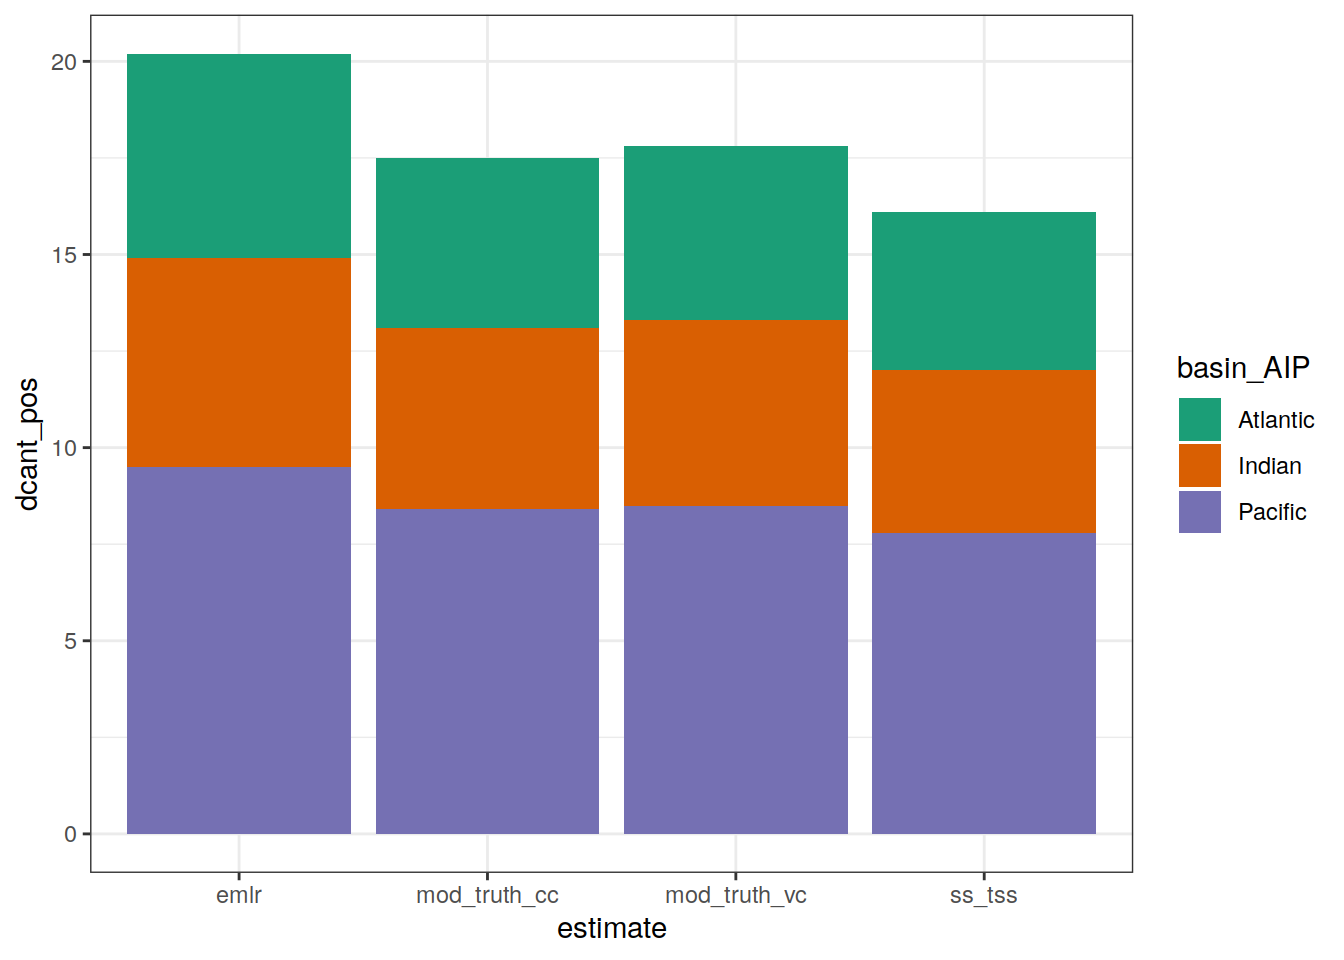 dcant_pos
20
15
10
5
0
emlr
mod_truth_cc
mod_truth_vc
ss_tss
estimate
basin_AIP
Atlantic
Indian
Pacific